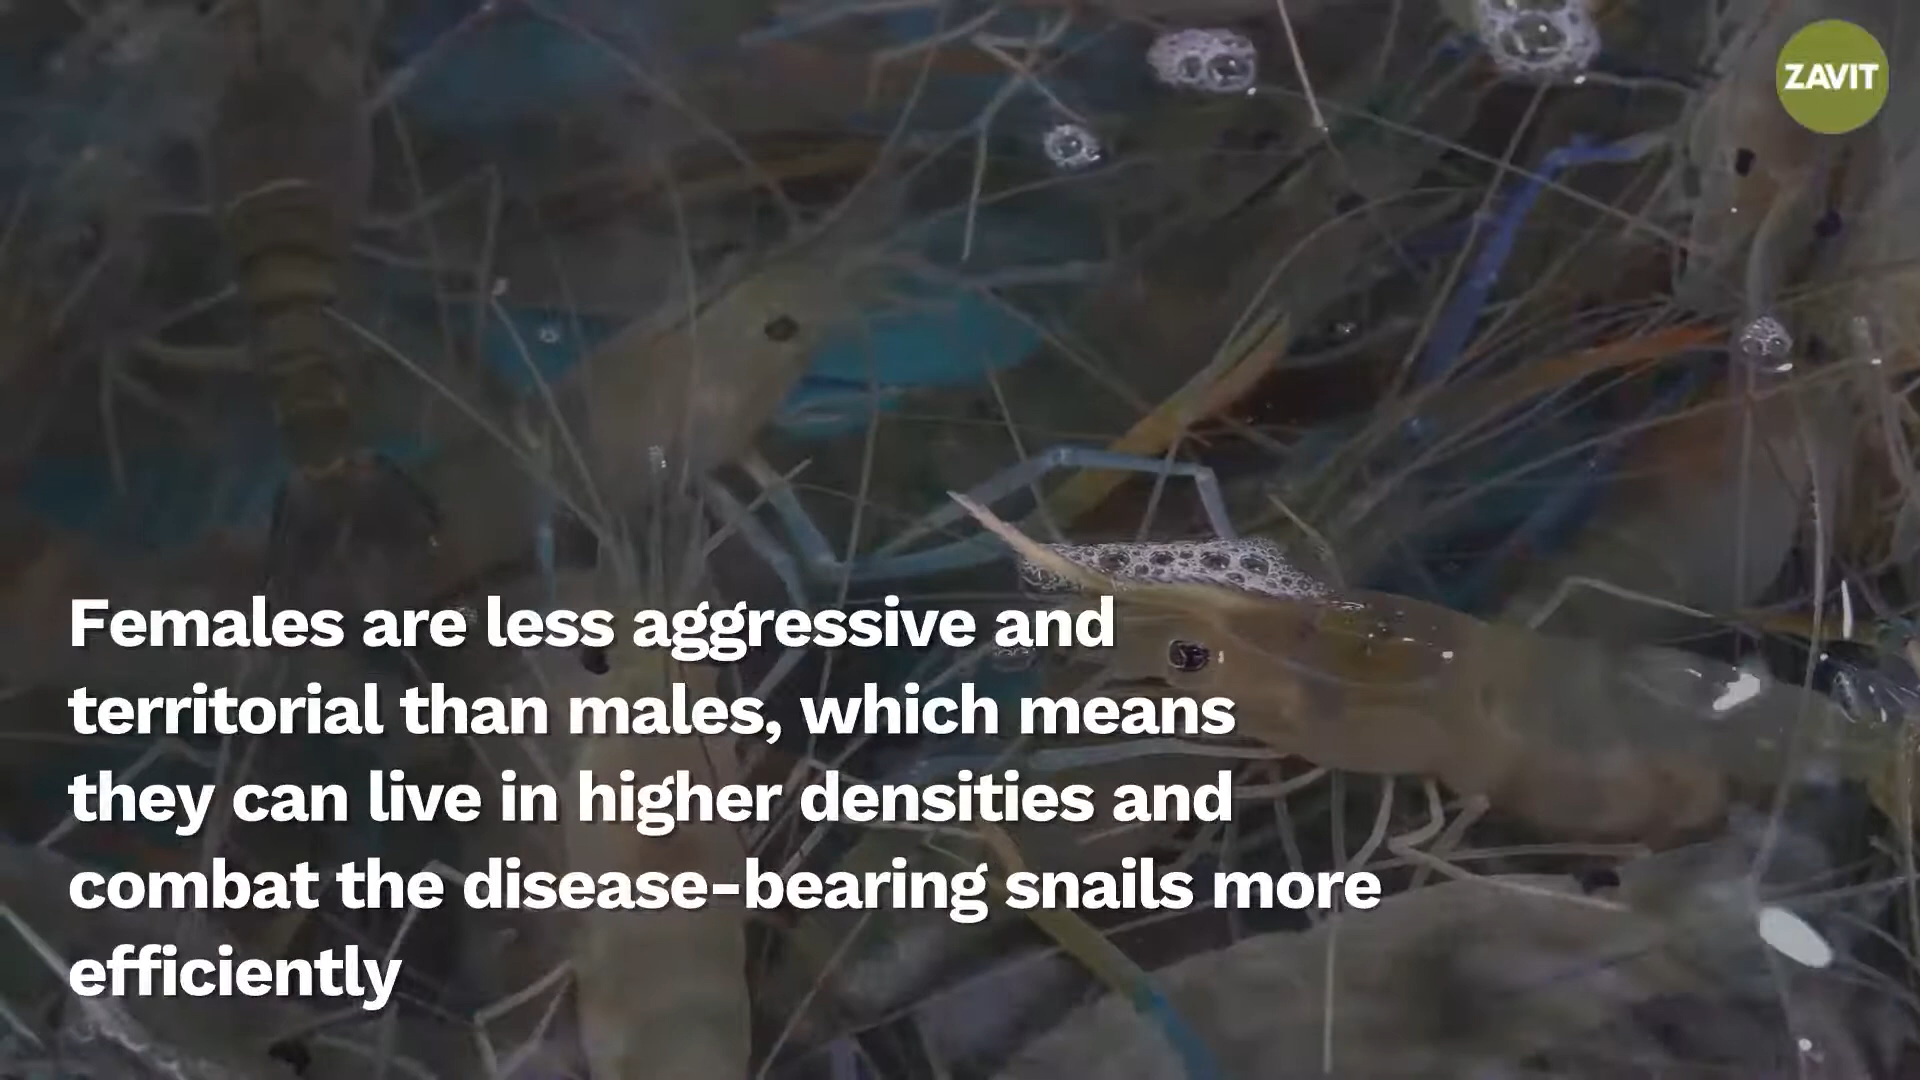 ZAVIT
Females are less aggressive and
territorial than males, which means
they can live in higher densities and
combat the disease-bearing snails more
efficiently